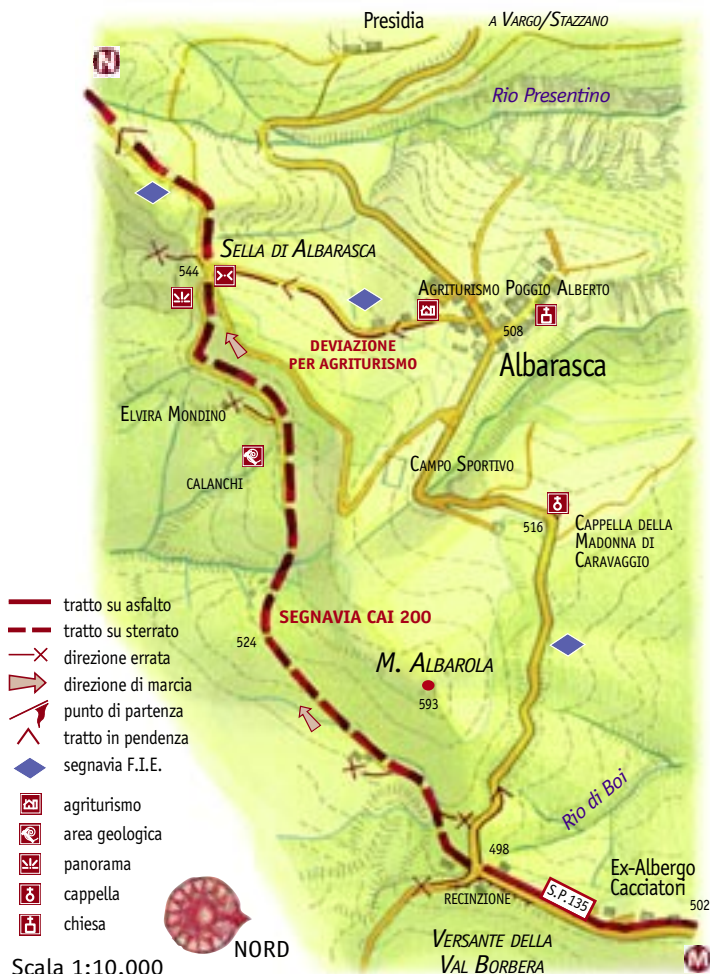 Presidia
A VARGO/STAZZANO
N
Rio Presentino
SELLA DI ALBARASCA
544
AGRITURISMO POGGIO ALBERTO
508
DEVIAZIONE
PER AGRITURISMO
Albarasca
ELVIRA MONDINO
CALANCHI
CAMPO SPORTIVO
516
CAPPELLA DELLA
MADONNA DI
CARAVAGGIO
SEGNAVIA CAI 200
524
M. ALBAROLA
593
Rio di Boi
498
Ex-Albergo
Cacciatori
502
RECINZIONE
S.P.135
VERSANTE DELLA
VAL BORBERA
M
tratto su asfalto
tratto su sterrato
direzione errata
direzione di marcia
punto di partenza
tratto in pendenza
segnavia F.I.E.
agriturismo
area geologica
panorama
cappella
chiesa
NORD
Scala 1:10.000